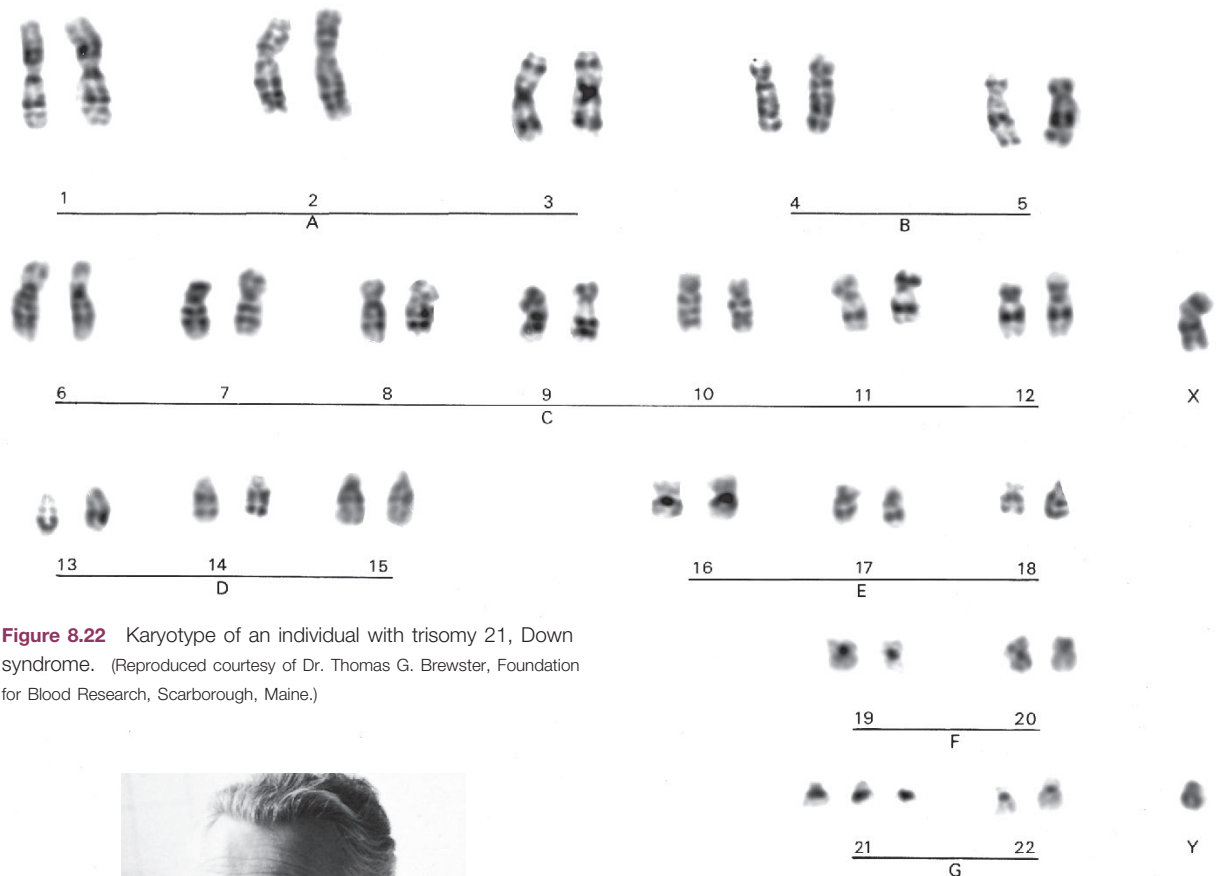 1 2 3
A
4 5
B
6 7 8 9 10 11 12
C
X
13 14 15
D
16 17 18
E
Figure 8.22 Karyotype of an individual with trisomy 21, Down
syndrome. (Reproduced courtesy of Dr. Thomas G. Brewster, Foundation
for Blood Research, Scarborough, Maine.)
19 20
F
21 22
G
Y